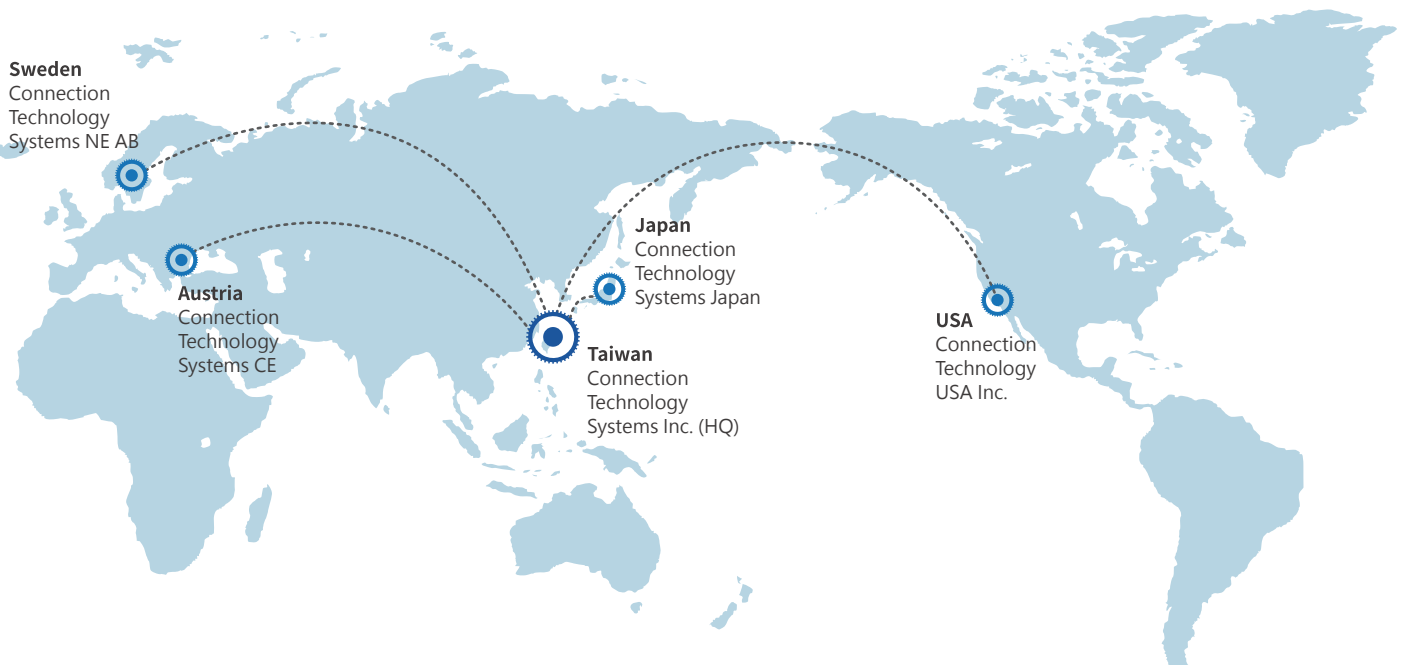 Sweden
Connection
Technology
Systems NE AB
Austria
Connection
Technology
Systems CE
Japan
Connection
Technology
Systems Japan
Taiwan
Connection
Technology
Systems Inc. (HQ)
USA
Connection
Technology
USA Inc.